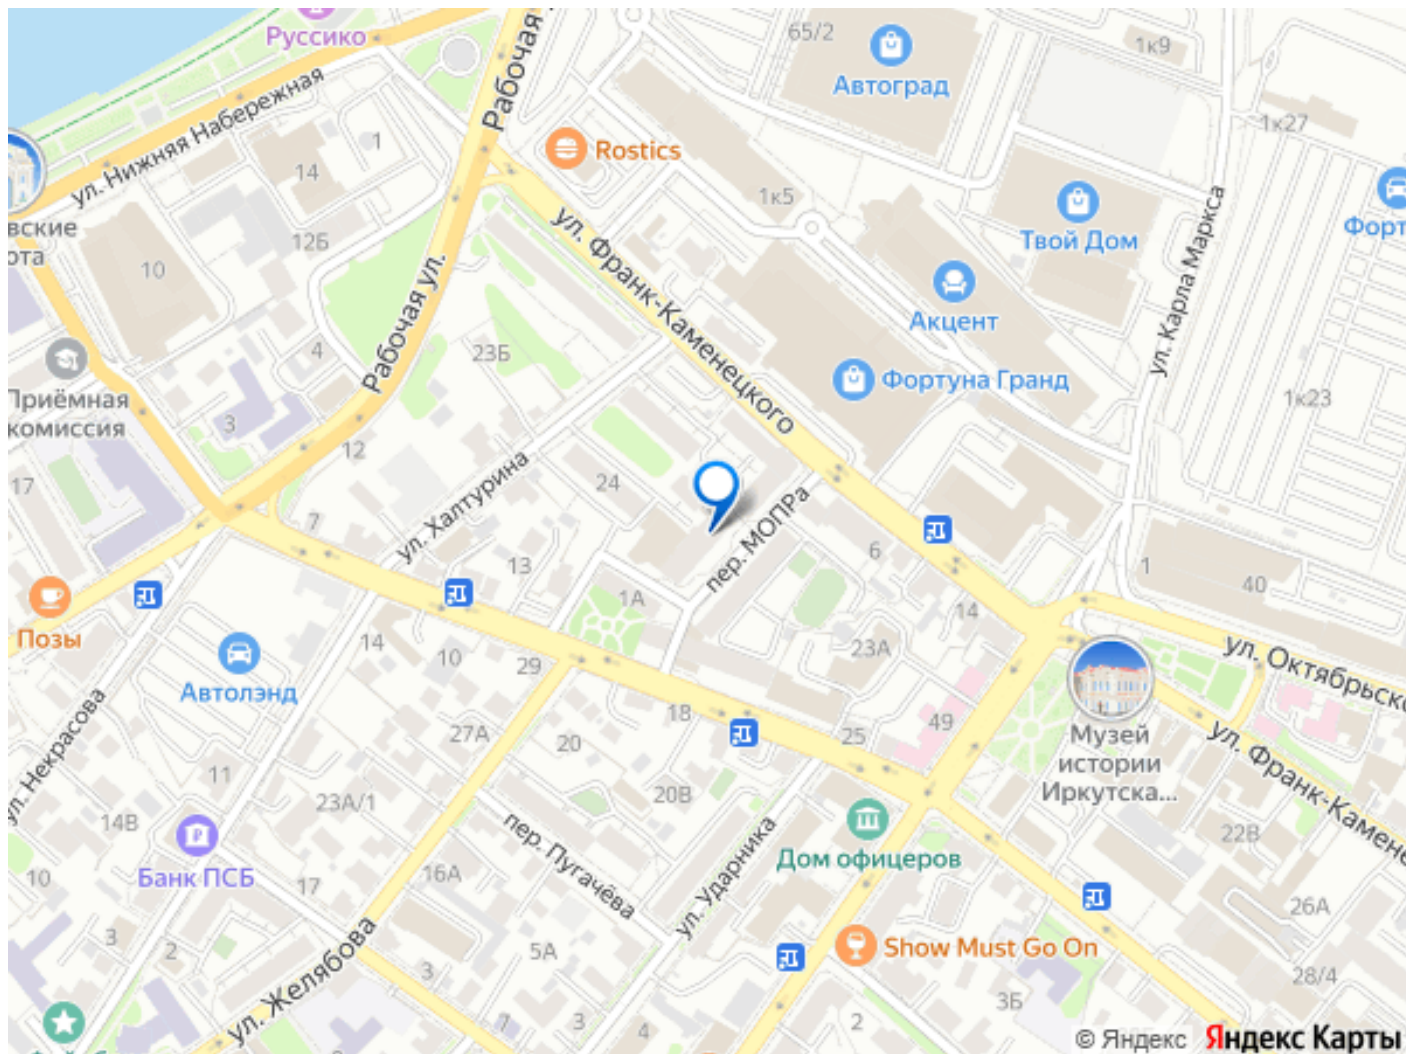 Руссико
65/2
Автоград
1к9
1к27
Рабочая
ул. Нижняя Набережная
1
14
Rostics
1к5
Твой Дом
ул. Карла Маркса
Форт
вские
ота
12Б
10
ул. Франк-Каменецкого
Акцент
Рабочая ул.
4
23Б
Фортуна Гранд
1к23
Приёмная
комиссия
3
12
17
24
7
ул. Халтурина
пер. МОПРа
6
13
1
40
1А
14
Позы
14
10
29
23А
ул. Октябрьско
Автолэнд
18
49
25
27А
20
Музей
истории
Иркутска...
ул. Франк-Камене
ул. Некрасова
11
23А/1
20В
14В
пер. Пугачёва
ул. Ударника
Дом офицеров
22В
Банк ПСБ
10
17
16А
26А
3
2
5А
3
Show Must Go On
28/4
ул. Желябова
7
3
4
2
3Б
© Яндекс Яндекс Карты